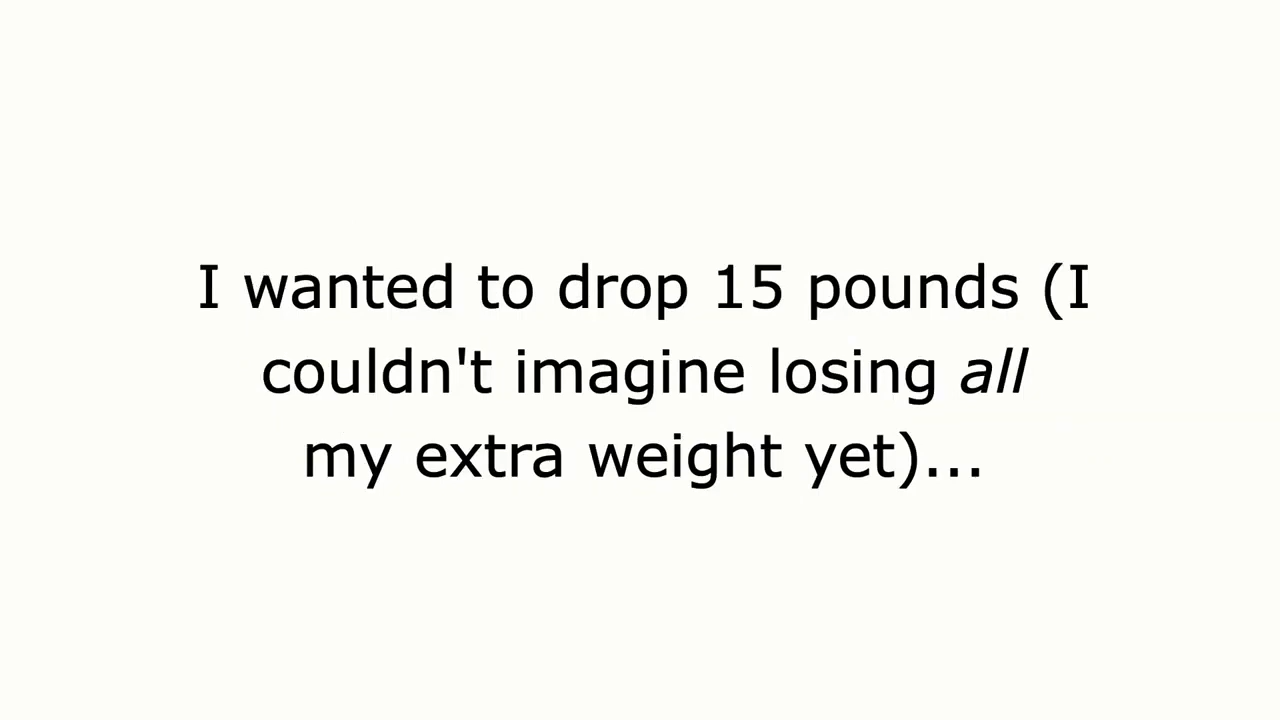 I wanted to drop 15 pounds (I
couldn't imagine losing all
my extra weight yet)...